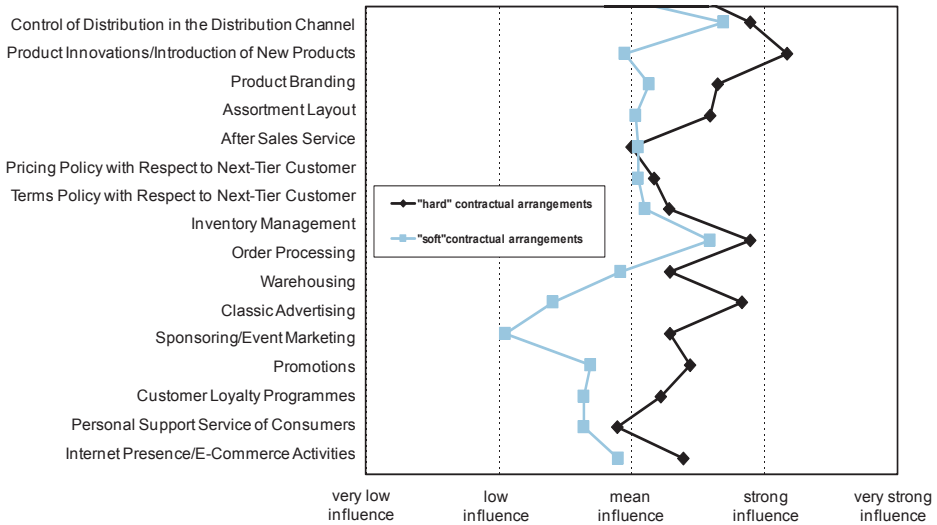 Control of Distribution in the Distribution Channel
Product Innovations/Introduction of New Products
Product Branding
Assortment Layout
After Sales Service
Pricing Policy with Respect to Next-Tier Customer
Terms Policy with Respect to Next-Tier Customer
Inventory Management
Order Processing
Warehousing
Classic Advertising
Sponsoring/Event Marketing
Promotions
Customer Loyalty Programmes
Personal Support Service of Consumers
Internet Presence/E-Commerce Activities
"hard" contractual arrangements
"soft"contractual arrangements
very low
influence
low
influence
mean
influence
strong
influence
very strong
influence